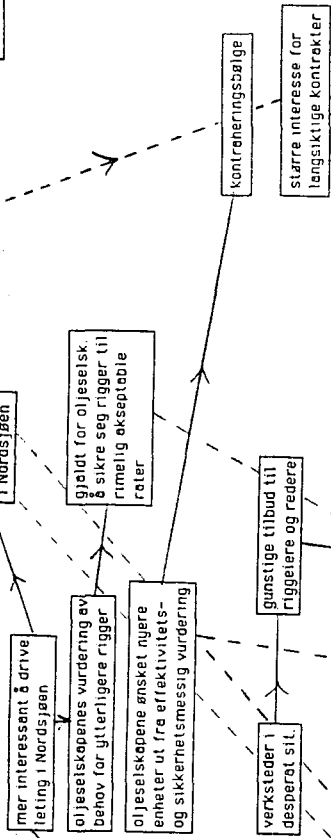 i Nordsjøen
mer interessant å drive
leting i Nordsjøen
oljeselskapenes vurdering av
behov for ytterligere rigger
gjaldt for oljeselsk.
å sikre seg rigger til
rimelig akseptable
rater
oljeselskapene ønsket nyere
enheter ut fra effektivitets-
og sikkerhetsmessig vurdering
kontraheringsbølge
større interesse for
langsiktige kontrakter
verksteder i
desperat sit.
gunstige tilbud til
riggeiere og redere